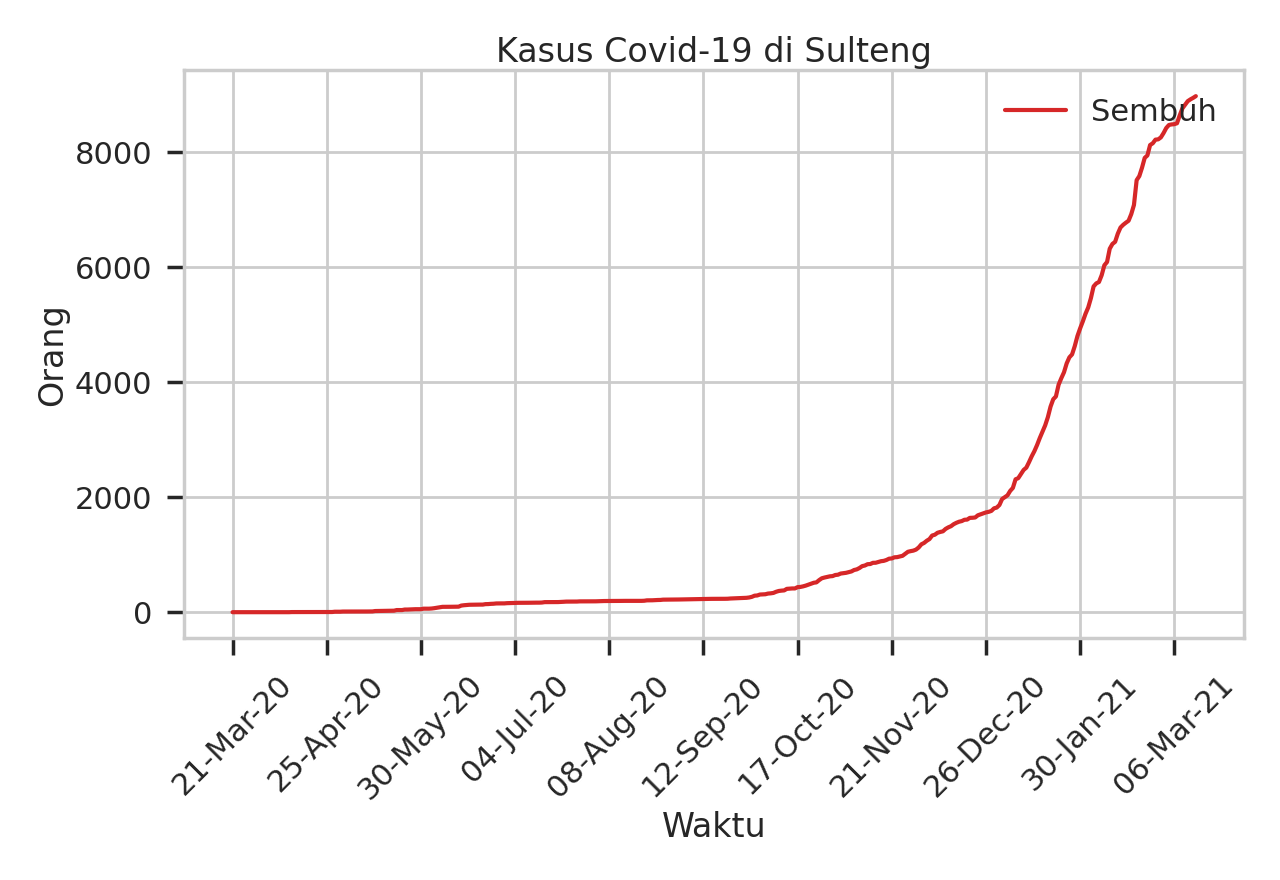 Kasus Covid-19 di Sulteng
Sembuh
8000
6000
4000
2000
0
Orang
21-Mar-20
25-Apr-20
30-May-20
04-Jul-20
08-Aug-20
12-Sep-20
17-Oct-20
21-Nov-20
26-Dec-20
30-Jan-21
06-Mar-21
Waktu